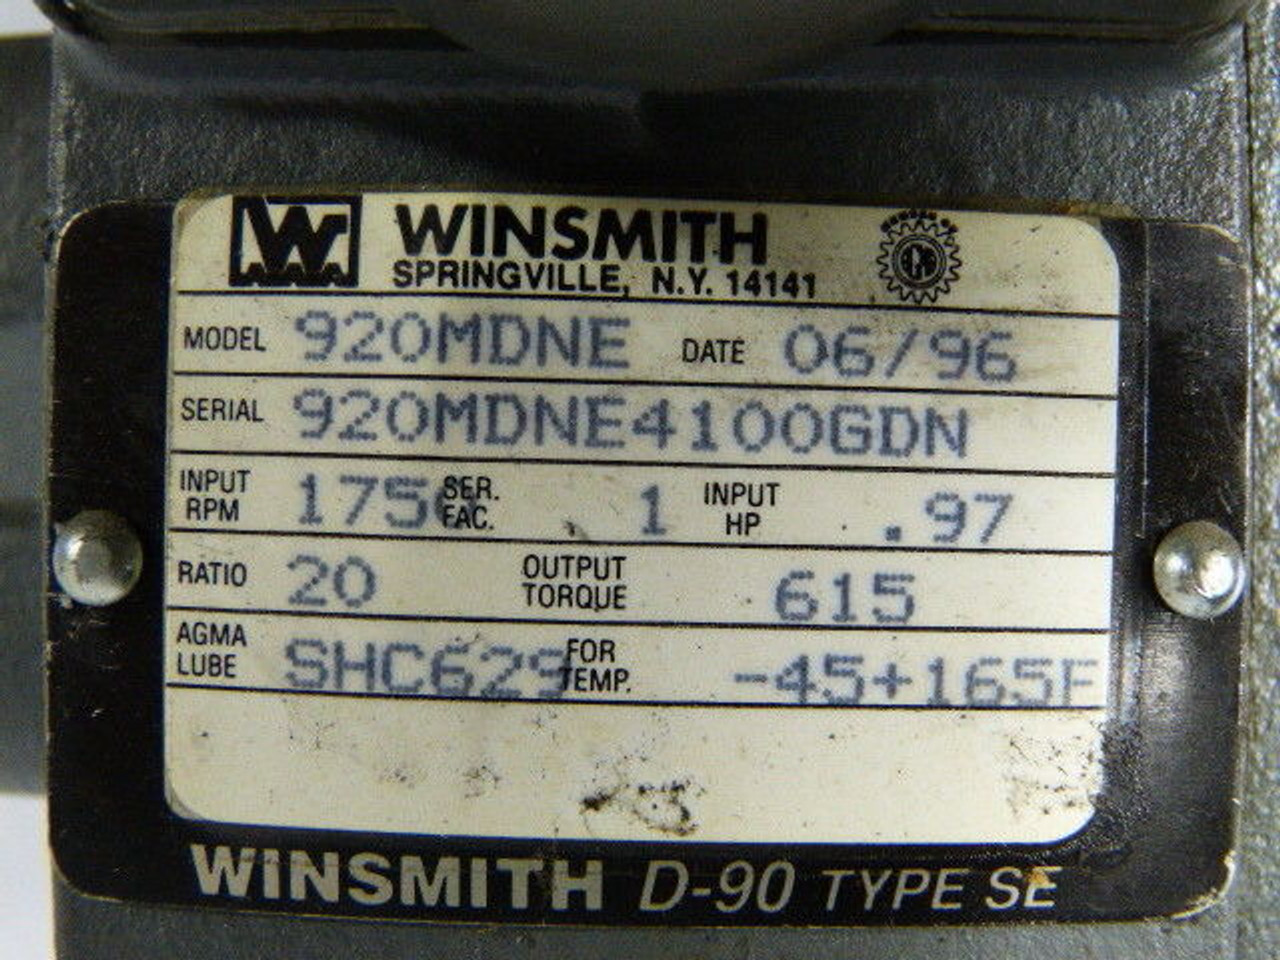 W WINSMITH
SPRINGVILLE, N.Y. 14141
MODEL 920MDNE DATE 06/96
SERIAL 920MDNE4100GDN
INPUT RPM 1750 SER. FAC. 1 INPUT HP .97
RATIO 20 OUTPUT TORQUE 615
AGMA LUBE SHC629 FOR TEMP. -45+165F
WINSMITH D-90 TYPE SE